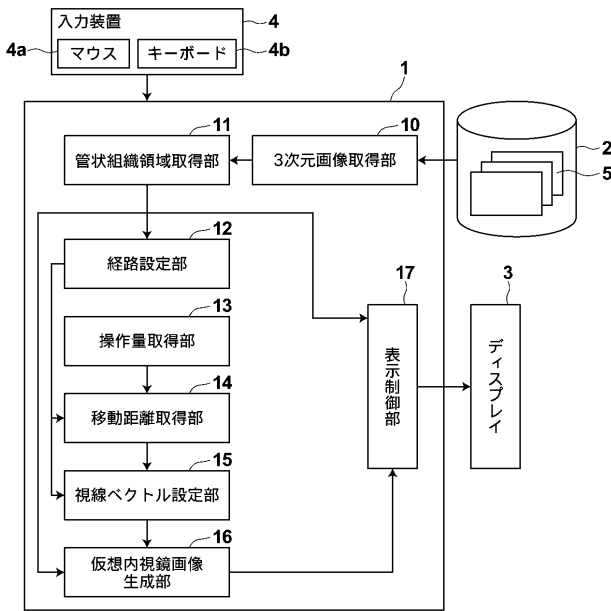 入力装置
4
4a
マウス
キーボード
4b
1
11
10
管状組織領域取得部
3次元画像取得部
2
5
12
経路設定部
17
3
13
操作量取得部
表示制御部
ディスプレイ
14
移動距離取得部
15
視線ベクトル設定部
16
仮想内視鏡画像
生成部